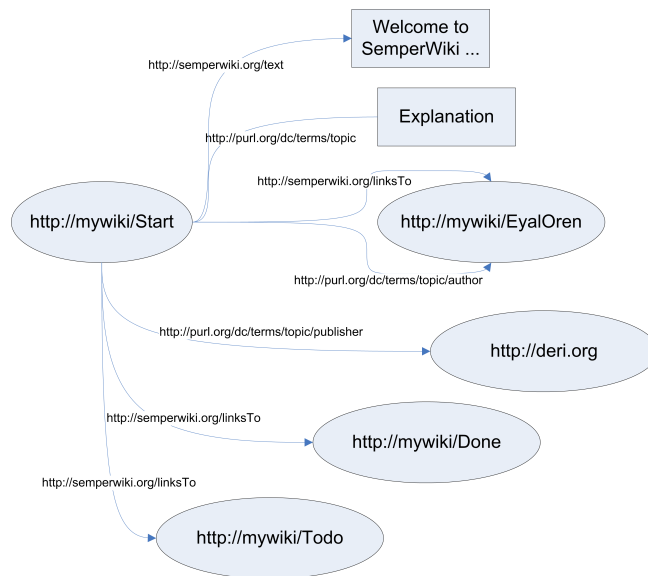 Welcome to
SemperWiki ...
http://semperwiki.org/text
Explanation
http://purl.org/dc/terms/topic
http://semperwiki.org/linksTo
http://mywiki/Start
http://mywiki/EyalOren
http://purl.org/dc/terms/topic/author
http://purl.org/dc/terms/topic/publisher
http://deri.org
http://semperwiki.org/linksTo
http://mywiki/Done
http://semperwiki.org/linksTo
http://mywiki/Todo